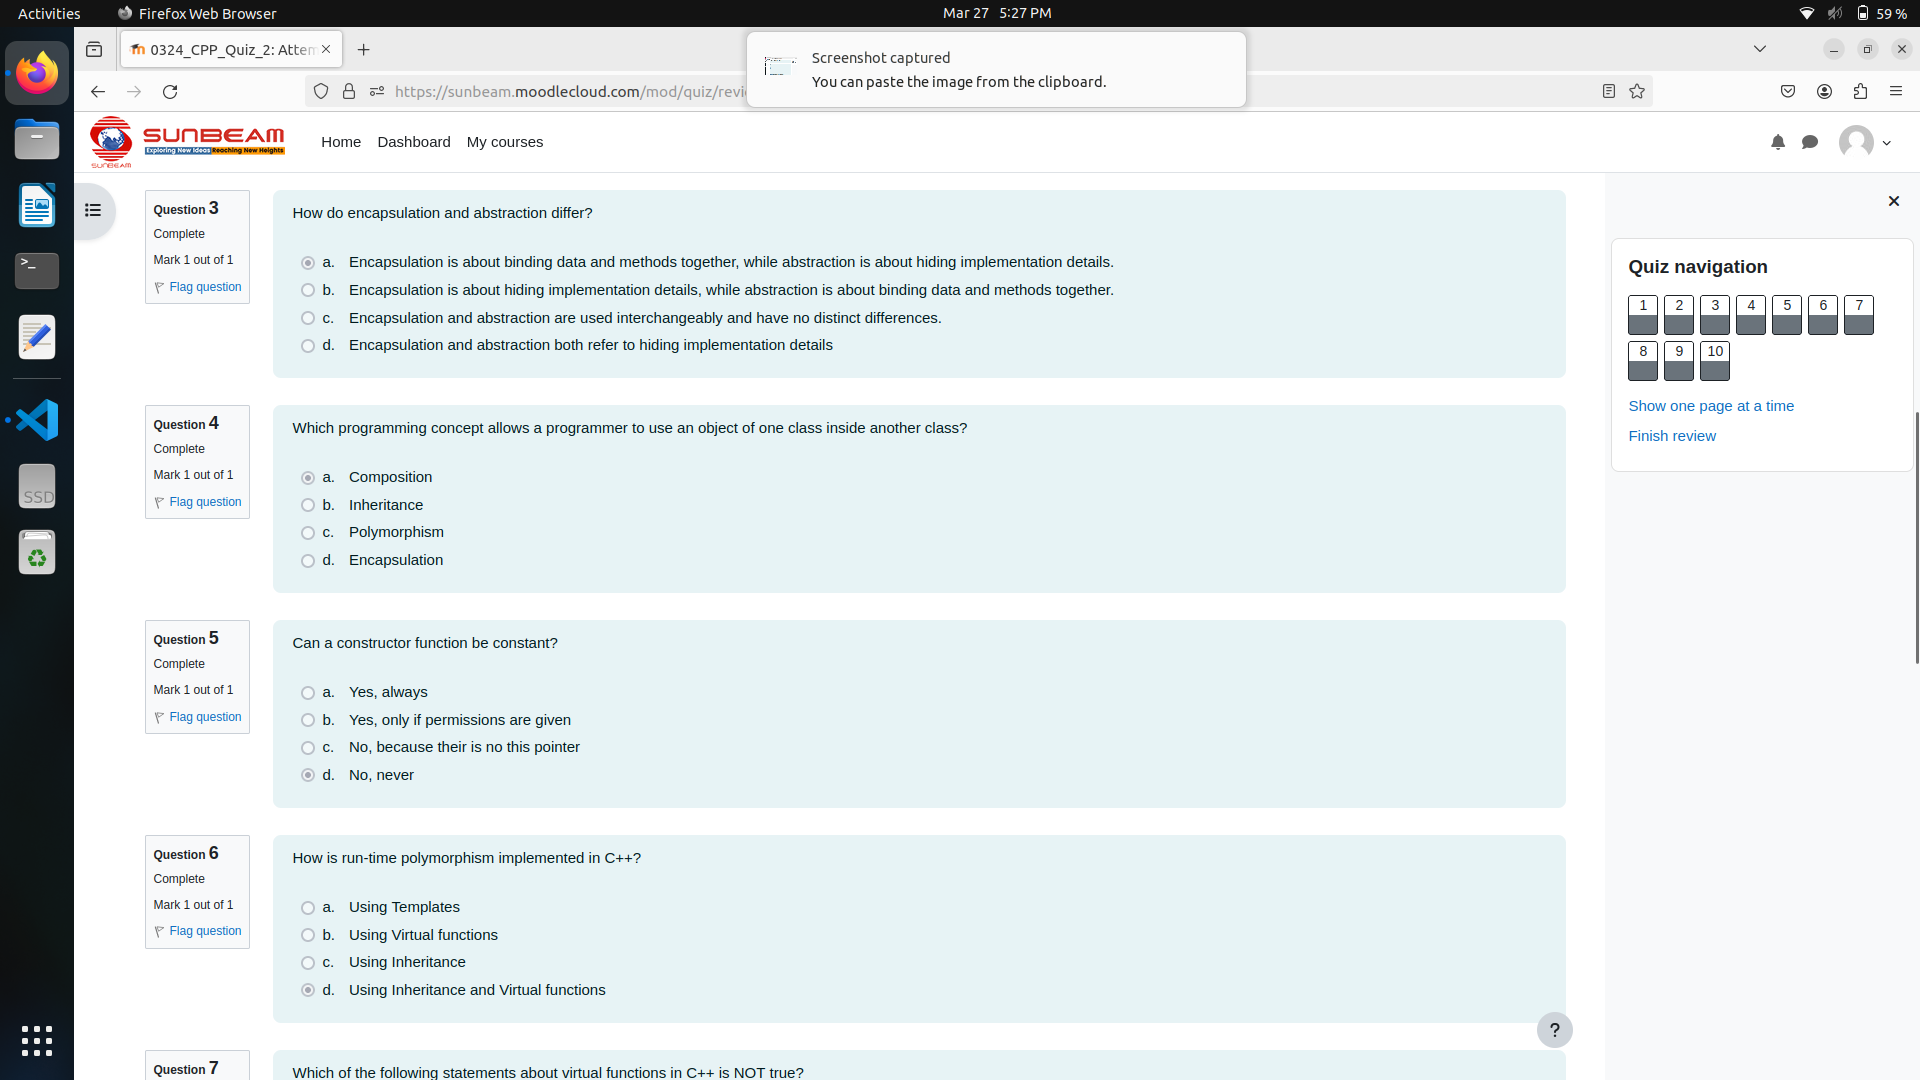 Activities
Firefox Web Browser
Mar 27 5:27 PM
59 %
0324_CPP_Quiz_2: Attem
Screenshot captured
You can paste the image from the clipboard.
https://sunbeam.moodlecloud.com/mod/quiz/revi
SUNBEAM
Exploring New Ideas Reaching New Heights
SUNBEAM
Home
Dashboard
My courses
Question 3
Complete
Mark 1 out of 1
Flag question
How do encapsulation and abstraction differ?
a. Encapsulation is about binding data and methods together, while abstraction is about hiding implementation details.
b. Encapsulation is about hiding implementation details, while abstraction is about binding data and methods together.
c. Encapsulation and abstraction are used interchangeably and have no distinct differences.
d. Encapsulation and abstraction both refer to hiding implementation details
Question 4
Complete
Mark 1 out of 1
Flag question
Which programming concept allows a programmer to use an object of one class inside another class?
a. Composition
b. Inheritance
c. Polymorphism
d. Encapsulation
Question 5
Complete
Mark 1 out of 1
Flag question
Can a constructor function be constant?
a. Yes, always
b. Yes, only if permissions are given
c. No, because their is no this pointer
d. No, never
Question 6
Complete
Mark 1 out of 1
Flag question
How is run-time polymorphism implemented in C++?
a. Using Templates
b. Using Virtual functions
c. Using Inheritance
d. Using Inheritance and Virtual functions
Question 7
Which of the following statements about virtual functions in C++ is NOT true?
Quiz navigation
1 2 3 4 5 6 7
8 9 10
Show one page at a time
Finish review
SSD
?